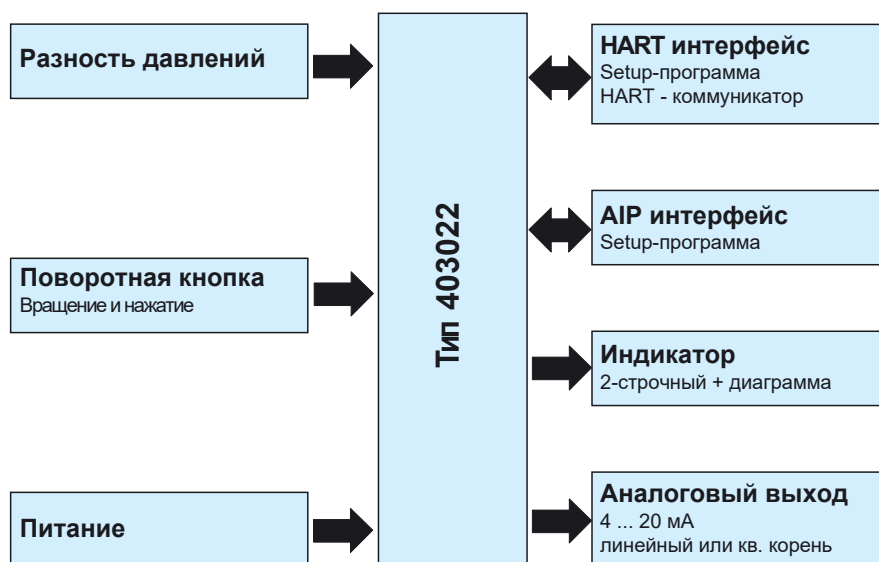 Разность давлений
Поворотная кнопка
Вращение и нажатие
Питание
Тип 403022
HART интерфейс
Setup-программа
HART - коммуникатор
AIP интерфейс
Setup-программа
Индикатор
2-строчный + диаграмма
Аналоговый выход
4 ... 20 мА
линейный или кв. корень